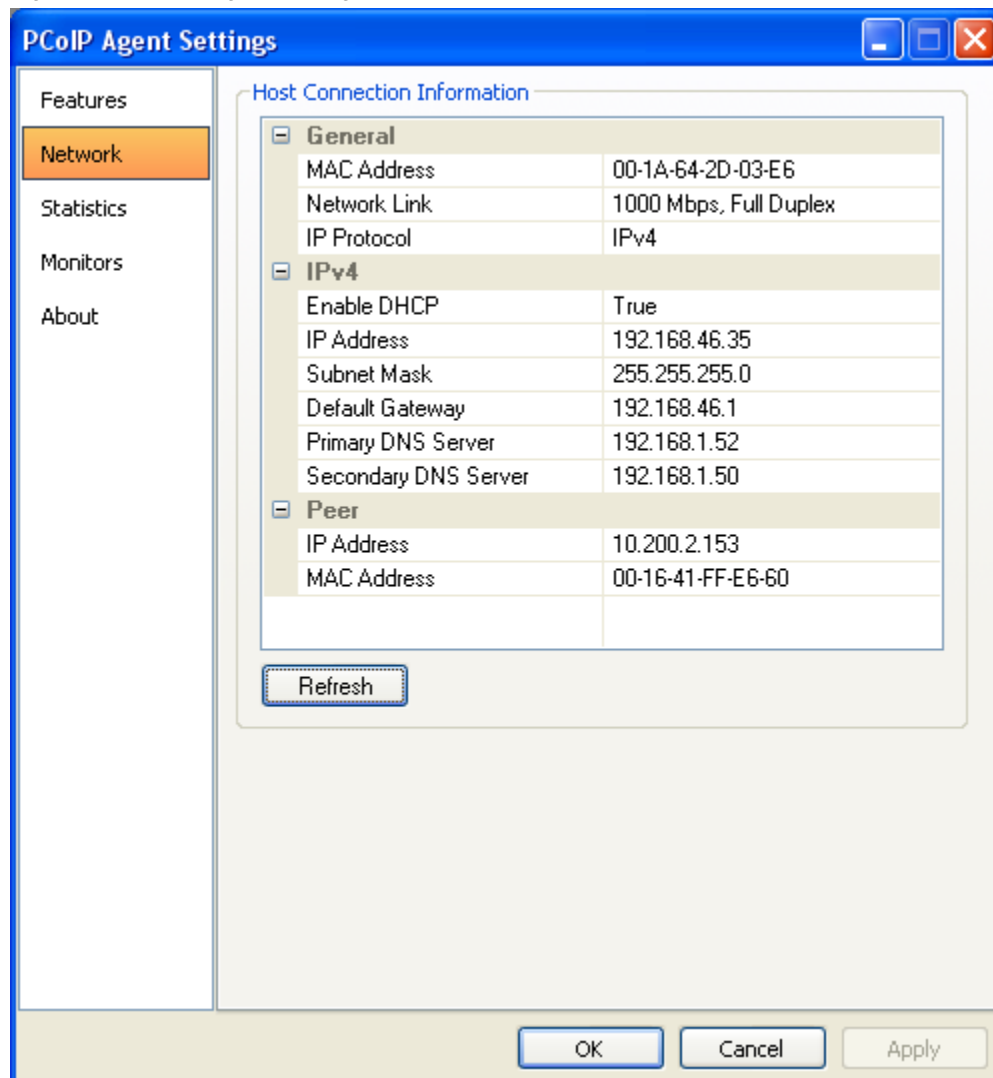 PCoIP Agent Settings
Features
Network
Statistics
Monitors
About
Host Connection Information
General
MAC Address 00-1A-64-2D-03-E6
Network Link 1000 Mbps, Full Duplex
IP Protocol IPv4
IPv4
Enable DHCP True
IP Address 192.168.46.35
Subnet Mask 255.255.255.0
Default Gateway 192.168.46.1
Primary DNS Server 192.168.1.52
Secondary DNS Server 192.168.1.50
Peer
IP Address 10.200.2.153
MAC Address 00-16-41-FF-E6-60
Refresh
OK Cancel Apply